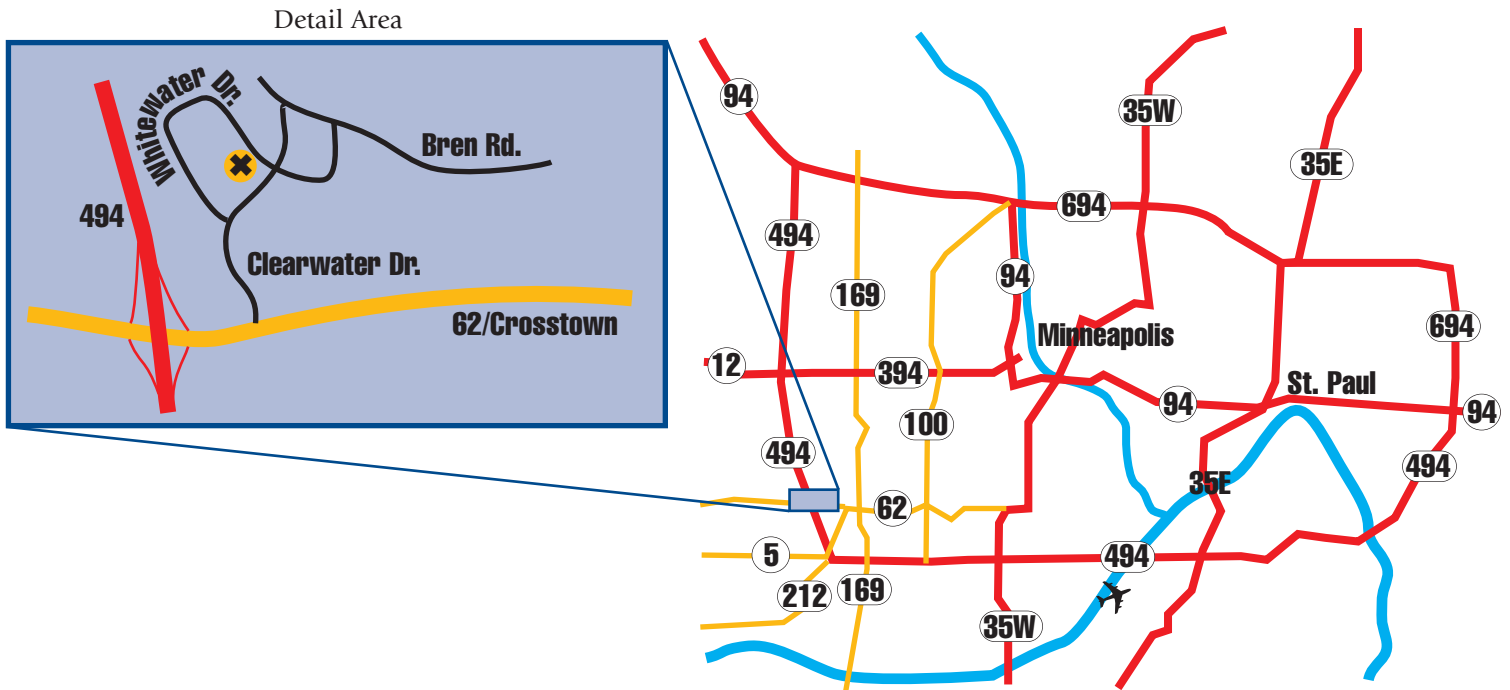 Detail Area
Whitewater Dr.
Bren Rd.
494
Clearwater Dr.
62/Crosstown
94
35W
35E
694
494
94
169
694
Minneapolis
12
394
St. Paul
94
94
100
494
494
35E
62
5
494
212
169
35W